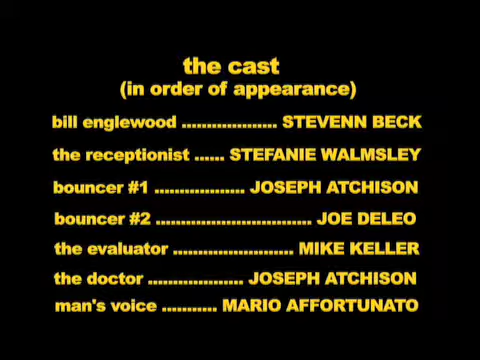 the cast
(in order of appearance)
bill englewood ................... STEVENN BECK
the receptionist ...... STEFANIE WALMSLEY
bouncer #1 .................. JOSEPH ATCHISON
bouncer #2 ............................... JOE DELEO
the evaluator ........................ MIKE KELLER
the doctor ................... JOSEPH ATCHISON
man's voice ........... MARIO AFFORTUNATO